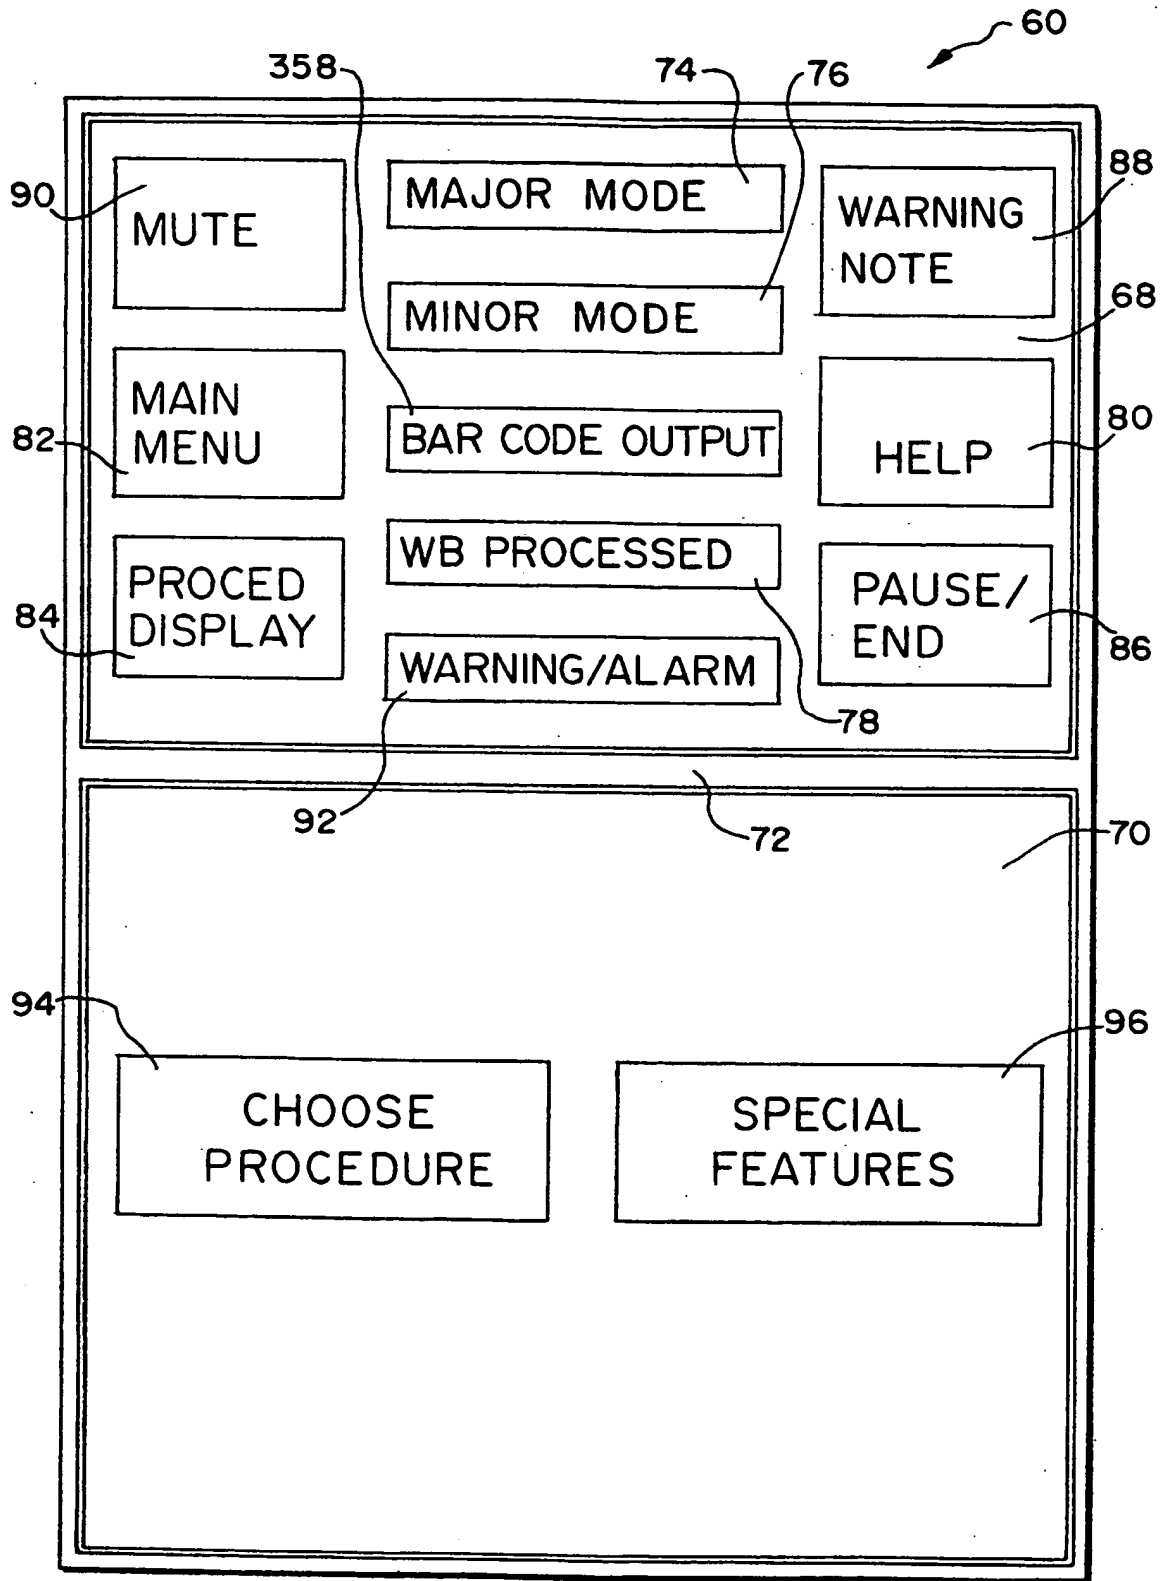 60
358
74
76
90
MUTE
MAJOR MODE
WARNING
NOTE
88
MINOR MODE
68
82
MAIN
MENU
BAR CODE OUTPUT
HELP
80
84
PROCED
DISPLAY
WB PROCESSED
PAUSE/
END
86
WARNING/ALARM
78
92
72
70
94
96
CHOOSE
PROCEDURE
SPECIAL
FEATURES